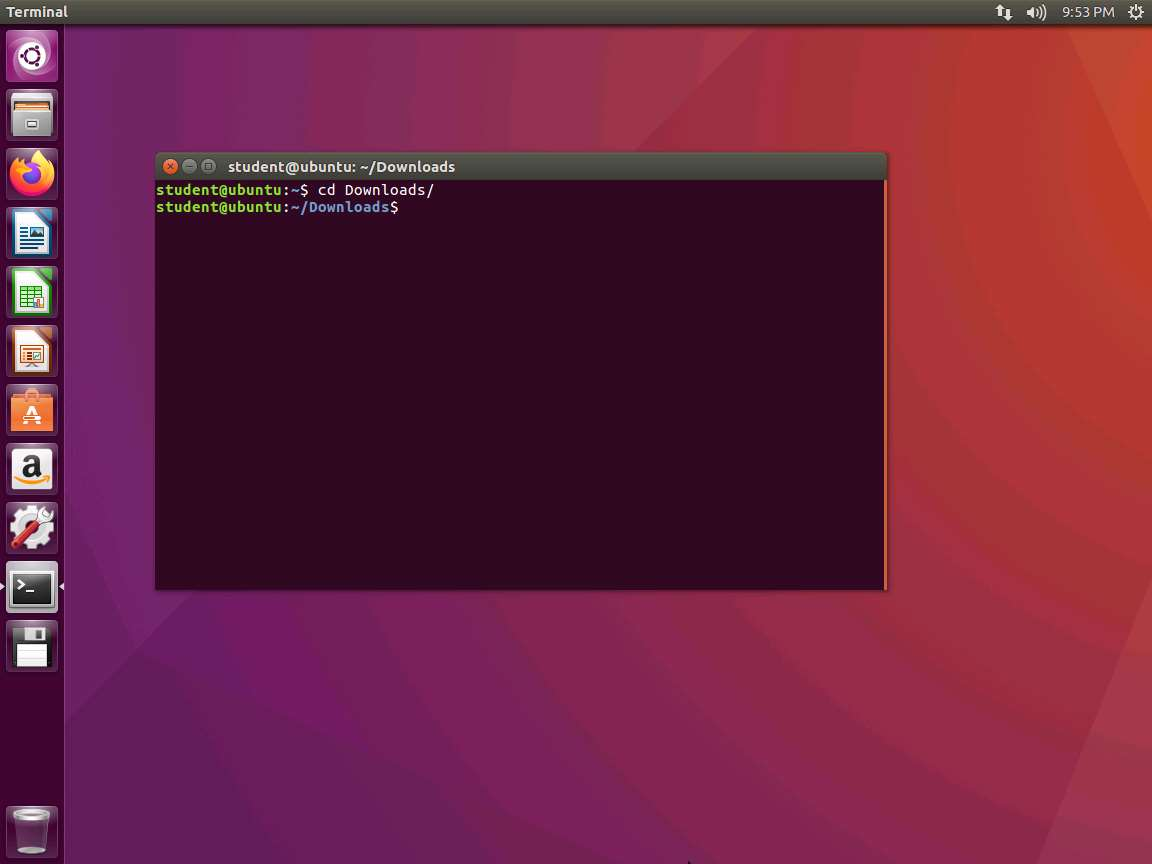 Terminal
9:53 PM
student@ubuntu: ~/Downloads
student@ubuntu:~$ cd Downloads/
student@ubuntu:~/Downloads$